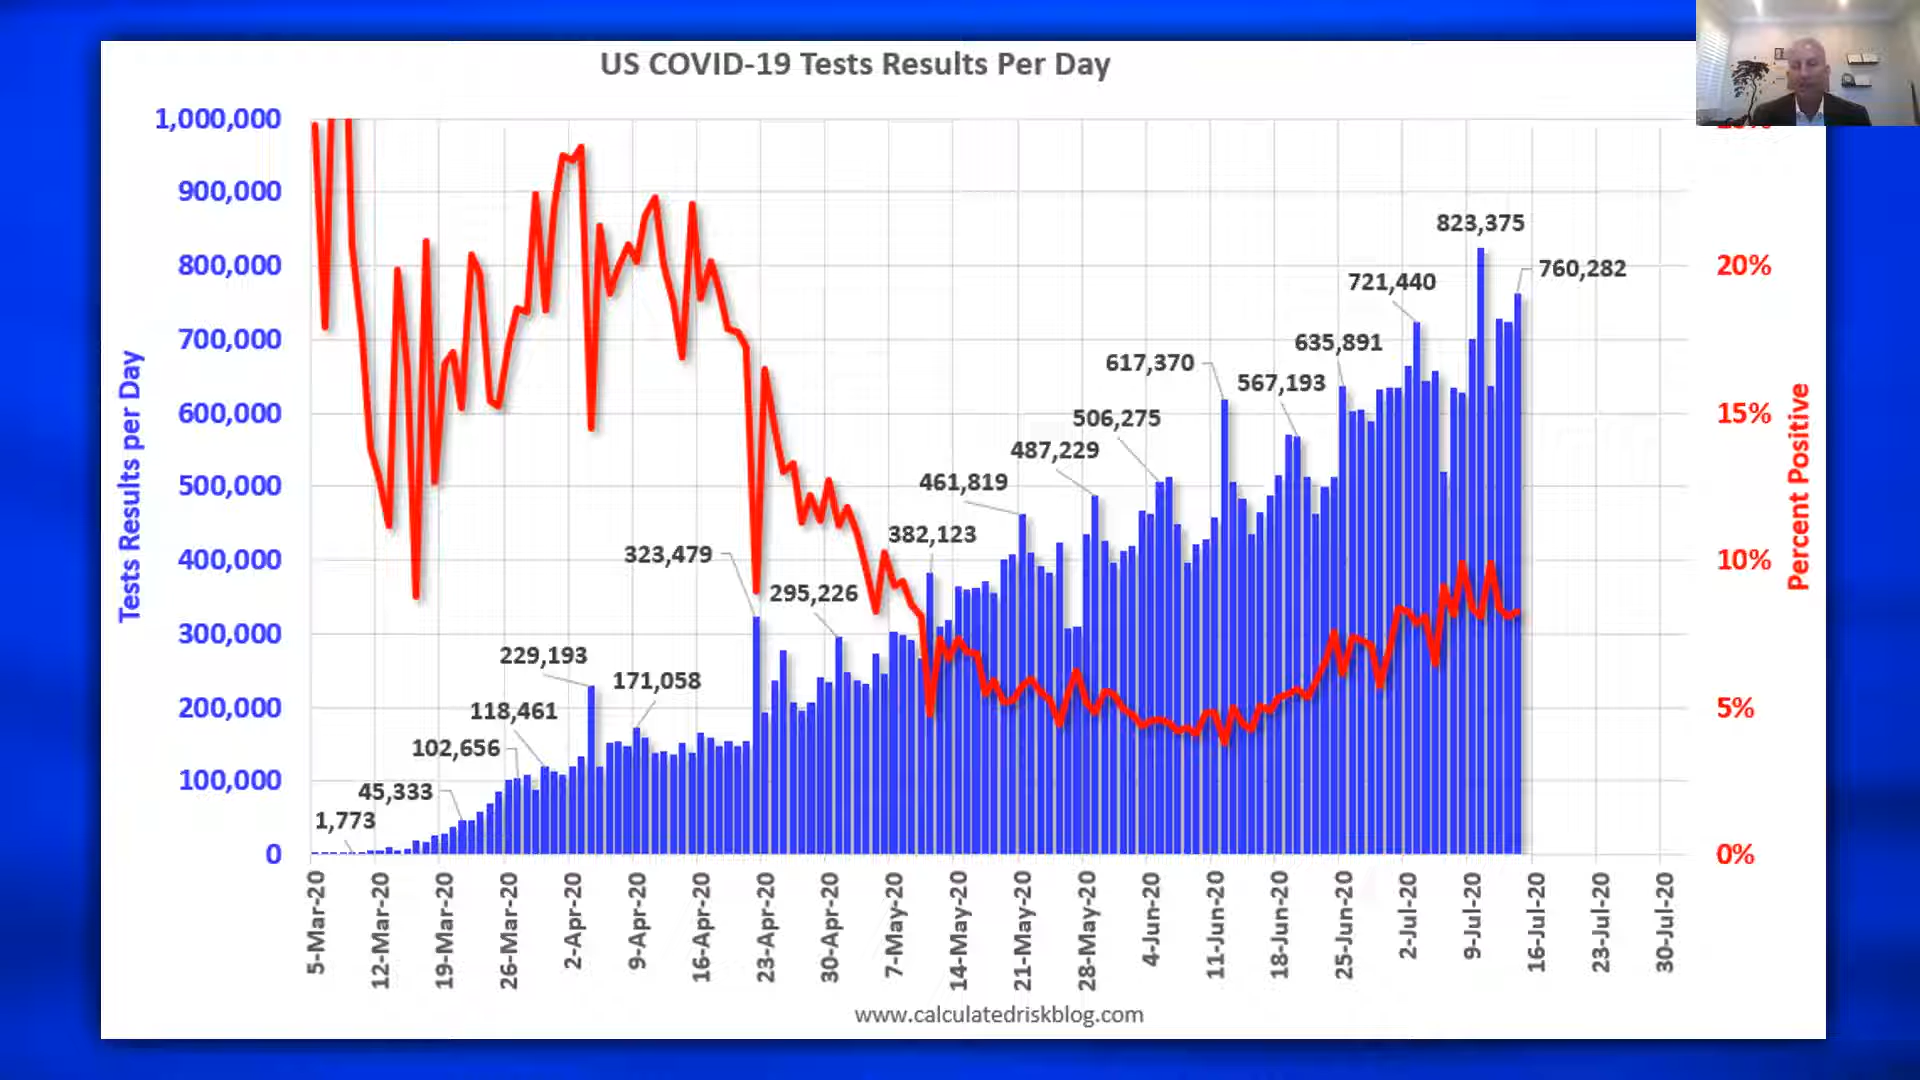 US COVID-19 Tests Results Per Day
Tests Results per Day
1,000,000
900,000
800,000
700,000
600,000
500,000
400,000
300,000
200,000
100,000
0
1,773
45,333
102,656
118,461
229,193
171,058
323,479
295,226
382,123
461,819
487,229
506,275
617,370
567,193
635,891
721,440
823,375
760,282
20%
15%
10%
5%
0%
Percent Positive
5-Mar-20
12-Mar-20
19-Mar-20
26-Mar-20
2-Apr-20
9-Apr-20
16-Apr-20
23-Apr-20
30-Apr-20
7-May-20
14-May-20
21-May-20
28-May-20
4-Jun-20
11-Jun-20
18-Jun-20
25-Jun-20
2-Jul-20
9-Jul-20
16-Jul-20
23-Jul-20
30-Jul-20
www.calculatedriskblog.com